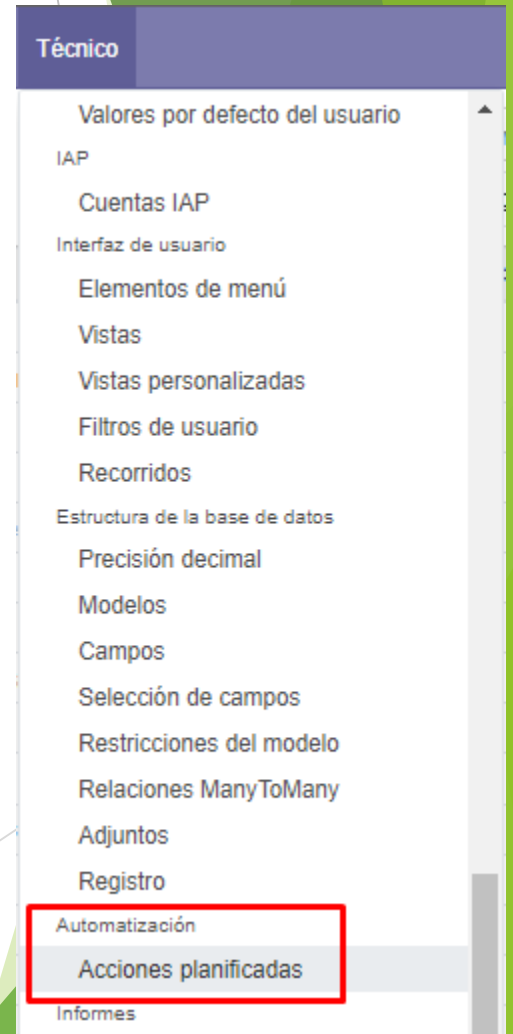 Técnico
Valores por defecto del usuario
IAP
Cuentas IAP
Interfaz de usuario
Elementos de menú
Vistas
Vistas personalizadas
Filtros de usuario
Recorridos
Estructura de la base de datos
Precisión decimal
Modelos
Campos
Selección de campos
Restricciones del modelo
Relaciones ManyToMany
Adjuntos
Registro
Automatización
Acciones planificadas
Informes